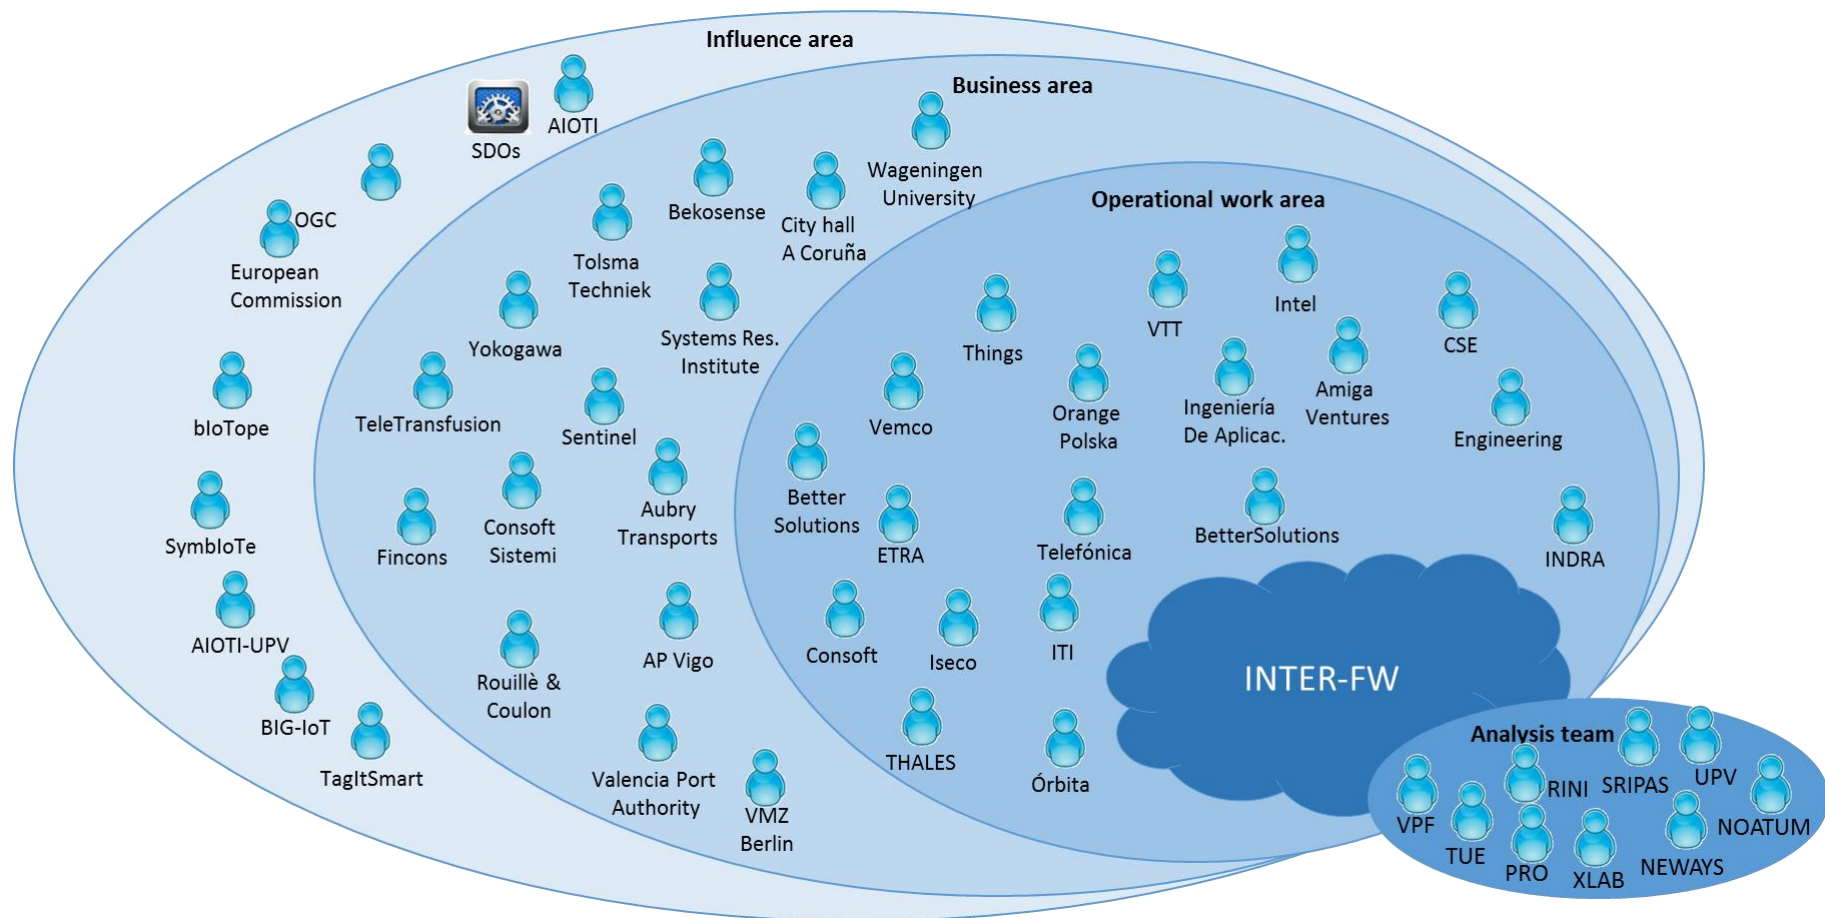 Influence area
AIOTI
SDOs
OGC
European
Commission
bIoTope
SymbIoTe
AIOTI-UPV
BIG-IoT
TagItSmart
Business area
Wageningen
University
City hall
A Coruña
Bekosense
Tolsma
Techniek
Systems Res.
Institute
Yokogawa
TeleTransfusion
Sentinel
Aubry
Transports
Consoft
Sistemi
Fincons
Rouillè &
Coulon
AP Vigo
Valencia Port
Authority
VMZ
Berlin
Operational work area
Intel
VTT
CSE
Things
Amiga
Ventures
Ingeniería
De Aplicac.
Orange
Polska
Vemco
Engineering
Better
Solutions
ETRA
Telefónica
BetterSolutions
INDRA
Consoft
Iseco
ITI
THALES
Órbita
INTER-FW
Analysis team
VPF
TUE
RINI
PRO
SRIPAS
XLAB
UPV
NEWAYS
NOATUM